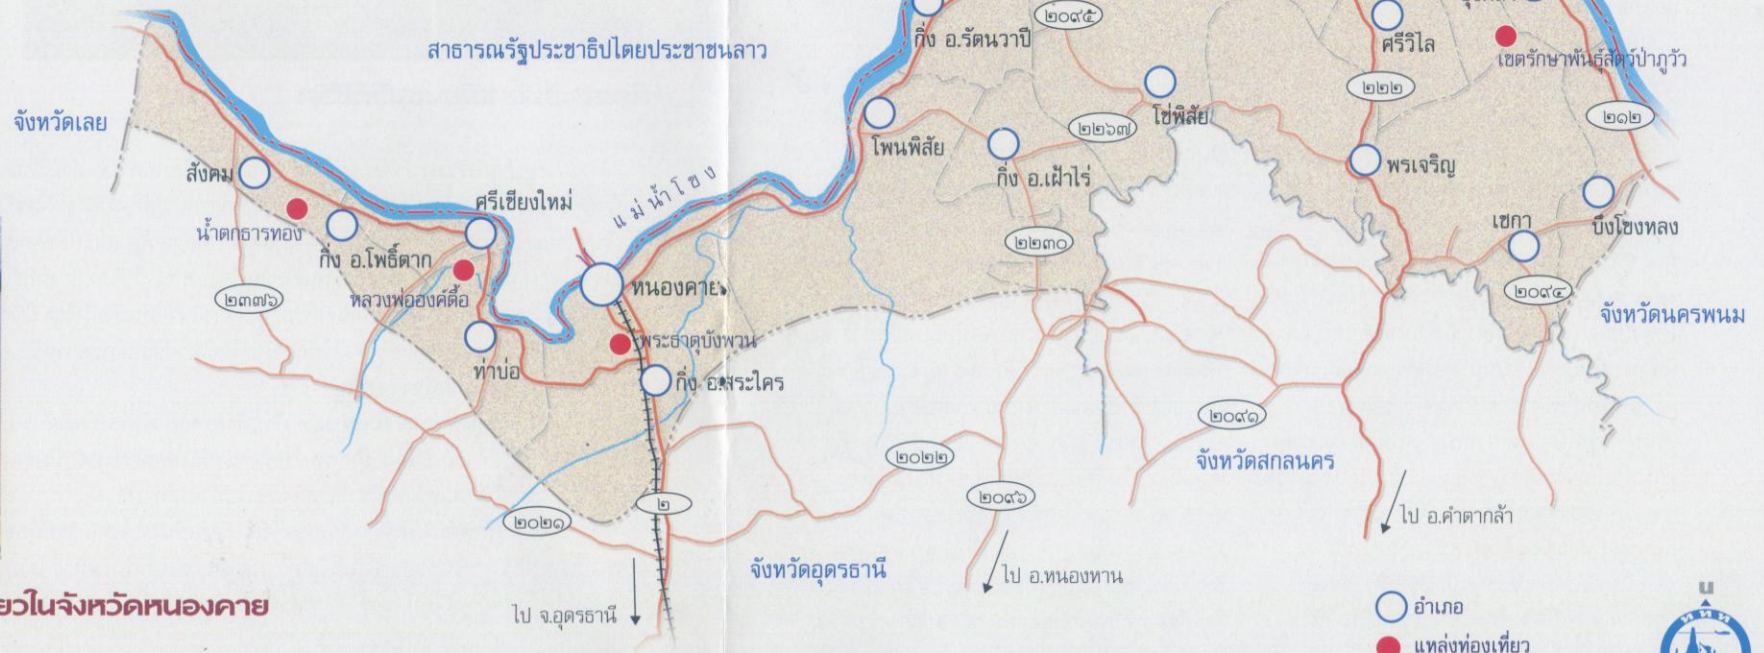 ๒๐๙๕
กิ่ง อ.รัตนวาปี
ศรีวิไล
สาธารณรัฐประชาธิปไตยประชาชนลาว
เขตรักษาพันธุ์สัตว์ป่าภูวัว
๒๒๒
โซ่พิสัย
๒๑๒
จังหวัดเลย
๒๒๖๗
โพนพิสัย
พรเจริญ
สังคม
กิ่ง อ.เฝ้าไร่
แม่น้ำโขง
ศรีเชียงใหม่
น้ำตกธารทอง
เซกา
บึงโขงหลง
๒๒๓๐
กิ่ง อ.โพธิ์ตาก
หนองคาย
๒๓๗๖
หลวงพ่อองค์ตื้อ
๒๐๙๔
จังหวัดนครพนม
พระธาตุบังพวน
ท่าบ่อ
กิ่ง อ.สระใคร
๒๐๙๑
๒๐๒๒
จังหวัดสกลนคร
๒
๒๐๙๖
๒๐๒๑
ไป อ.คำตากล้า
จังหวัดอุดรธานี
ไป อ.หนองหาน
ยวในจังหวัดหนองคาย
ไป จ.อุดรธานี
น
อำเภอ
ททท
แหล่งท่องเที่ยว